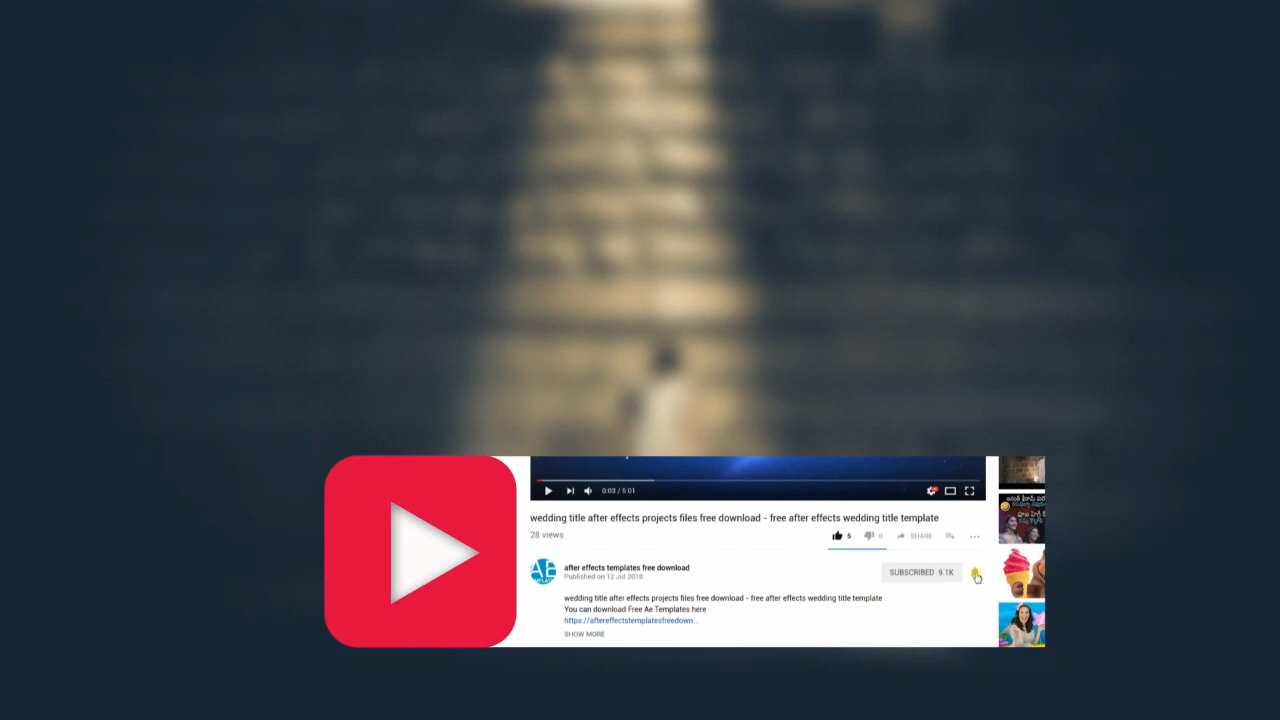 0:03 / 5:01
wedding title after effects projects files free download - free after effects wedding title template
28 views
5
0
SHARE
AE
after effects templates free download
Published on 12 Jul 2018
SUBSCRIBED 9.1K
wedding title after effects projects files free download - free after effects wedding title template
You can download Free Ae Templates here
https://aftereffectstemplatesfreedown...
SHOW MORE